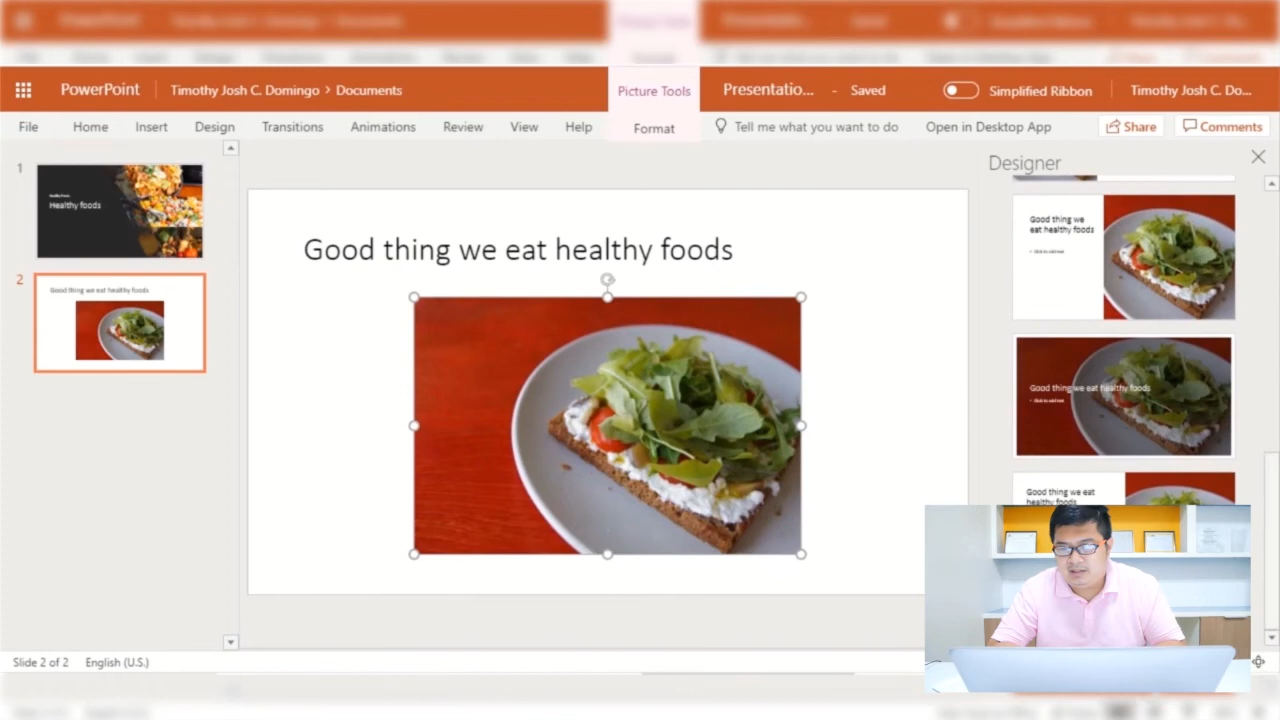 PowerPoint Timothy Josh C. Domingo > Documents Picture Tools Presentatio... - Saved Simplified Ribbon Timothy Josh C. Do...
File Home Insert Design Transitions Animations Review View Help Format Tell me what you want to do Open in Desktop App Share Comments
1
Healthy foods
2
Good thing we eat healthy foods
Good thing we eat healthy foods
Designer
Good thing we
eat healthy foods
Click to add text
Good thing we eat healthy foods
Click to add text
Good thing we eat
healthy foods
Slide 2 of 2 English (U.S.)